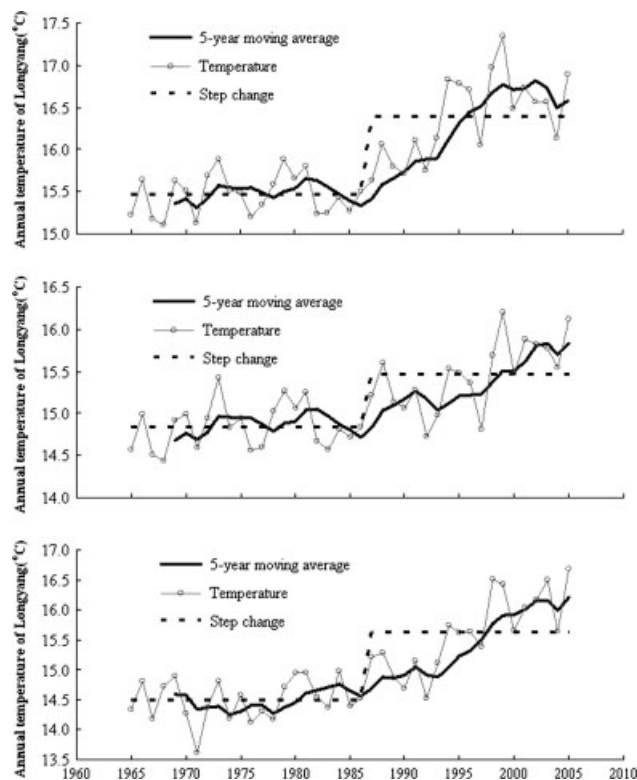 Annual temperature of Longyang(°C)
17.5
17.0
16.5
16.0
15.5
15.0
5-year moving average
Temperature
Step change
Annual temperature of Longyang(°C)
16.5
16.0
15.5
15.0
14.5
14.0
5-year moving average
Temperature
Step change
Annual temperature of Longyang(°C)
17.0
16.5
16.0
15.5
15.0
14.5
14.0
13.5
5-year moving average
Temperature
Step change
1960 1965 1970 1975 1980 1985 1990 1995 2000 2005 2010